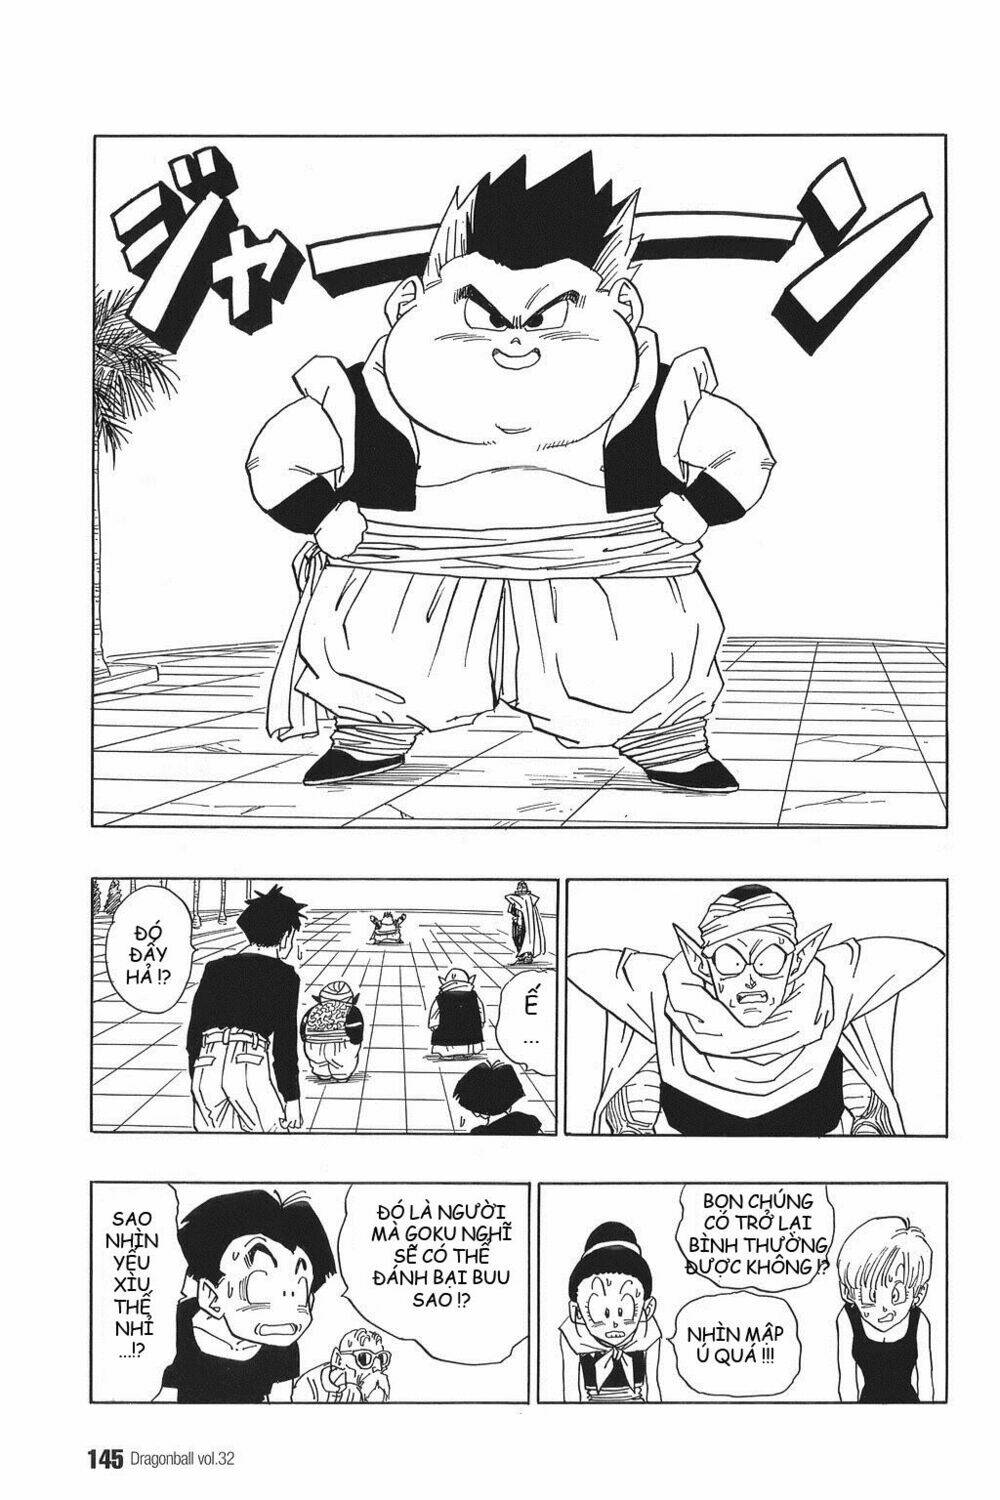 ジャーン
Ế
...
ĐÓ
ĐẤY
HẢ !?
BỌN CHÚNG
CÓ TRỞ LẠI
BÌNH THƯỜNG
ĐƯỢC KHÔNG !?
NHÌN MẬP
Ú QUÁ !!!
ĐÓ LÀ NGƯỜI
MÀ GOKU NGHĨ
SẼ CÓ THỂ
ĐÁNH BẠI BUU
SAO !?
SAO
NHÌN
YẾU
XÌU
THẾ
NHỈ
...!?
145 Dragonball vol.32